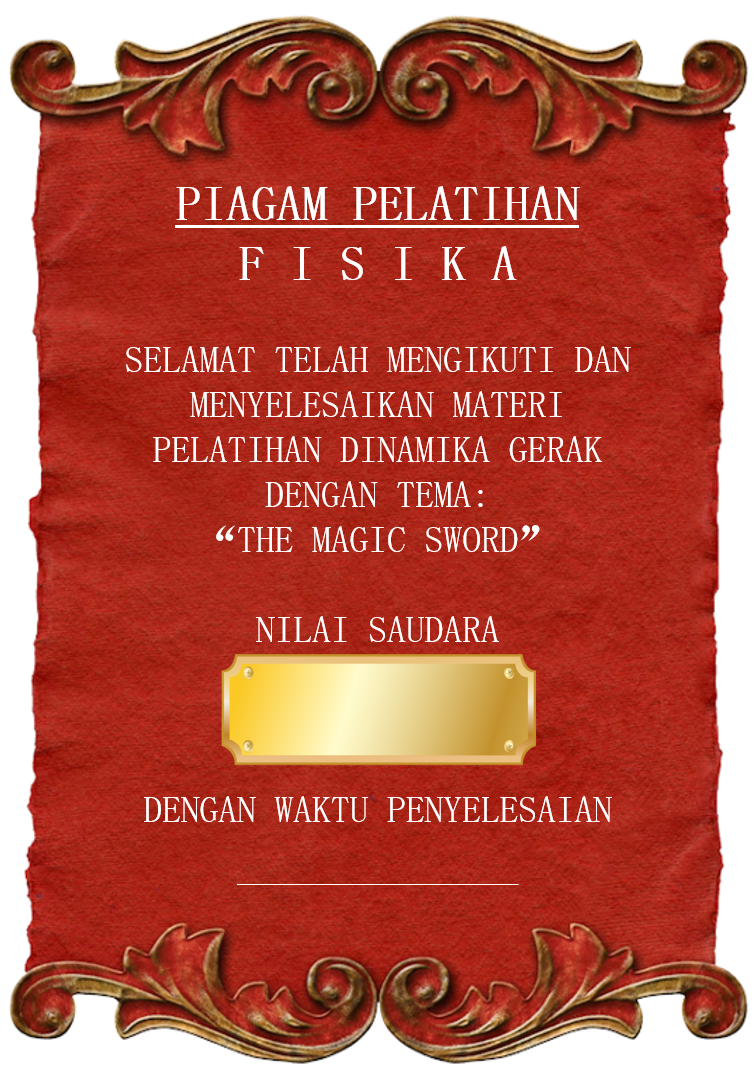 PIAGAM PELATIHAN
F I S I K A
SELAMAT TELAH MENGIKUTI DAN
MENYELESAIKAN MATERI
PELATIHAN DINAMIKA GERAK
DENGAN TEMA:
“THE MAGIC SWORD”
NILAI SAUDARA
DENGAN WAKTU PENYELESAIAN